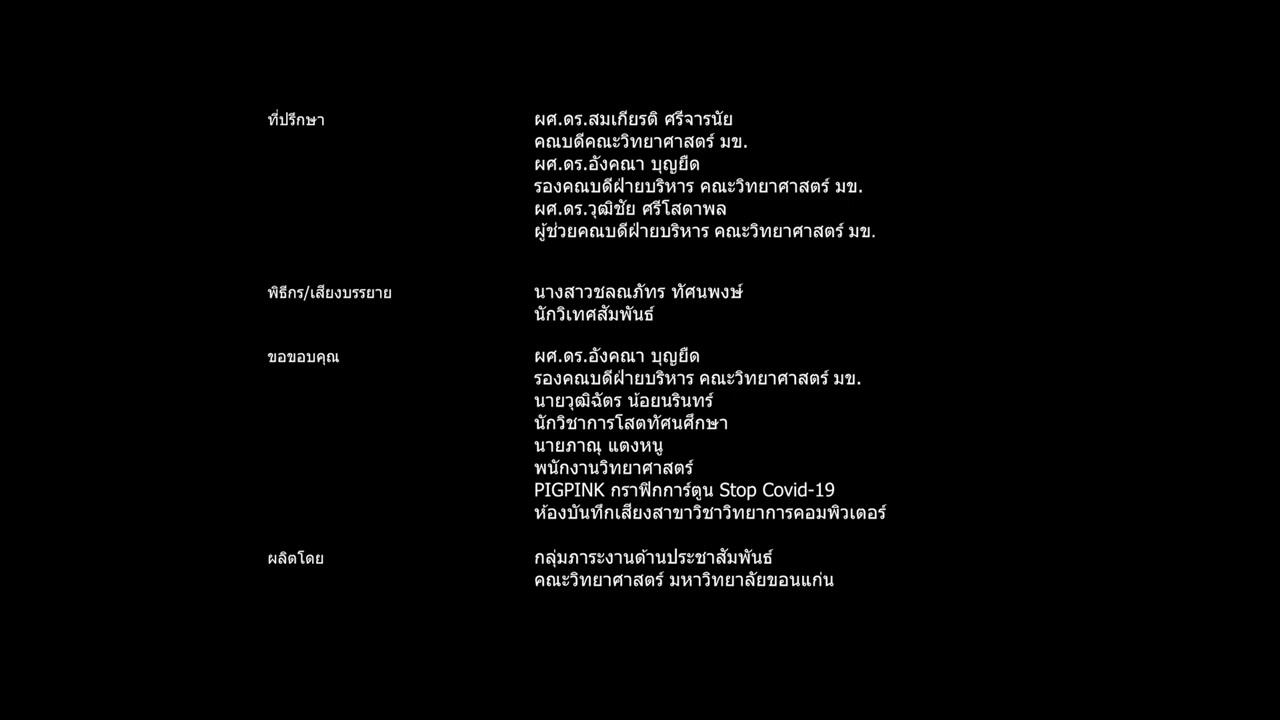 ที่ปรึกษา ผศ.ดร.สมเกียรติ ศรีจารนัย
คณบดีคณะวิทยาศาสตร์ มข.
ผศ.ดร.อังคณา บุญยืด
รองคณบดีฝ่ายบริหาร คณะวิทยาศาสตร์ มข.
ผศ.ดร.วุฒิชัย ศรีโสดาพล
ผู้ช่วยคณบดีฝ่ายบริหาร คณะวิทยาศาสตร์ มข.
พิธีกร/เสียงบรรยาย นางสาวชลณภัทร ทัศนพงษ์
นักวิเทศสัมพันธ์
ขอขอบคุณ ผศ.ดร.อังคณา บุญยืด
รองคณบดีฝ่ายบริหาร คณะวิทยาศาสตร์ มข.
นายวุฒิฉัตร น้อยนรินทร์
นักวิชาการโสตทัศนศึกษา
นายภาณุ แตงหนู
พนักงานวิทยาศาสตร์
PIGPINK กราฟิกการ์ตูน Stop Covid-19
ห้องบันทึกเสียงสาขาวิชาวิทยาการคอมพิวเตอร์
ผลิตโดย กลุ่มภาระงานด้านประชาสัมพันธ์
คณะวิทยาศาสตร์ มหาวิทยาลัยขอนแก่น